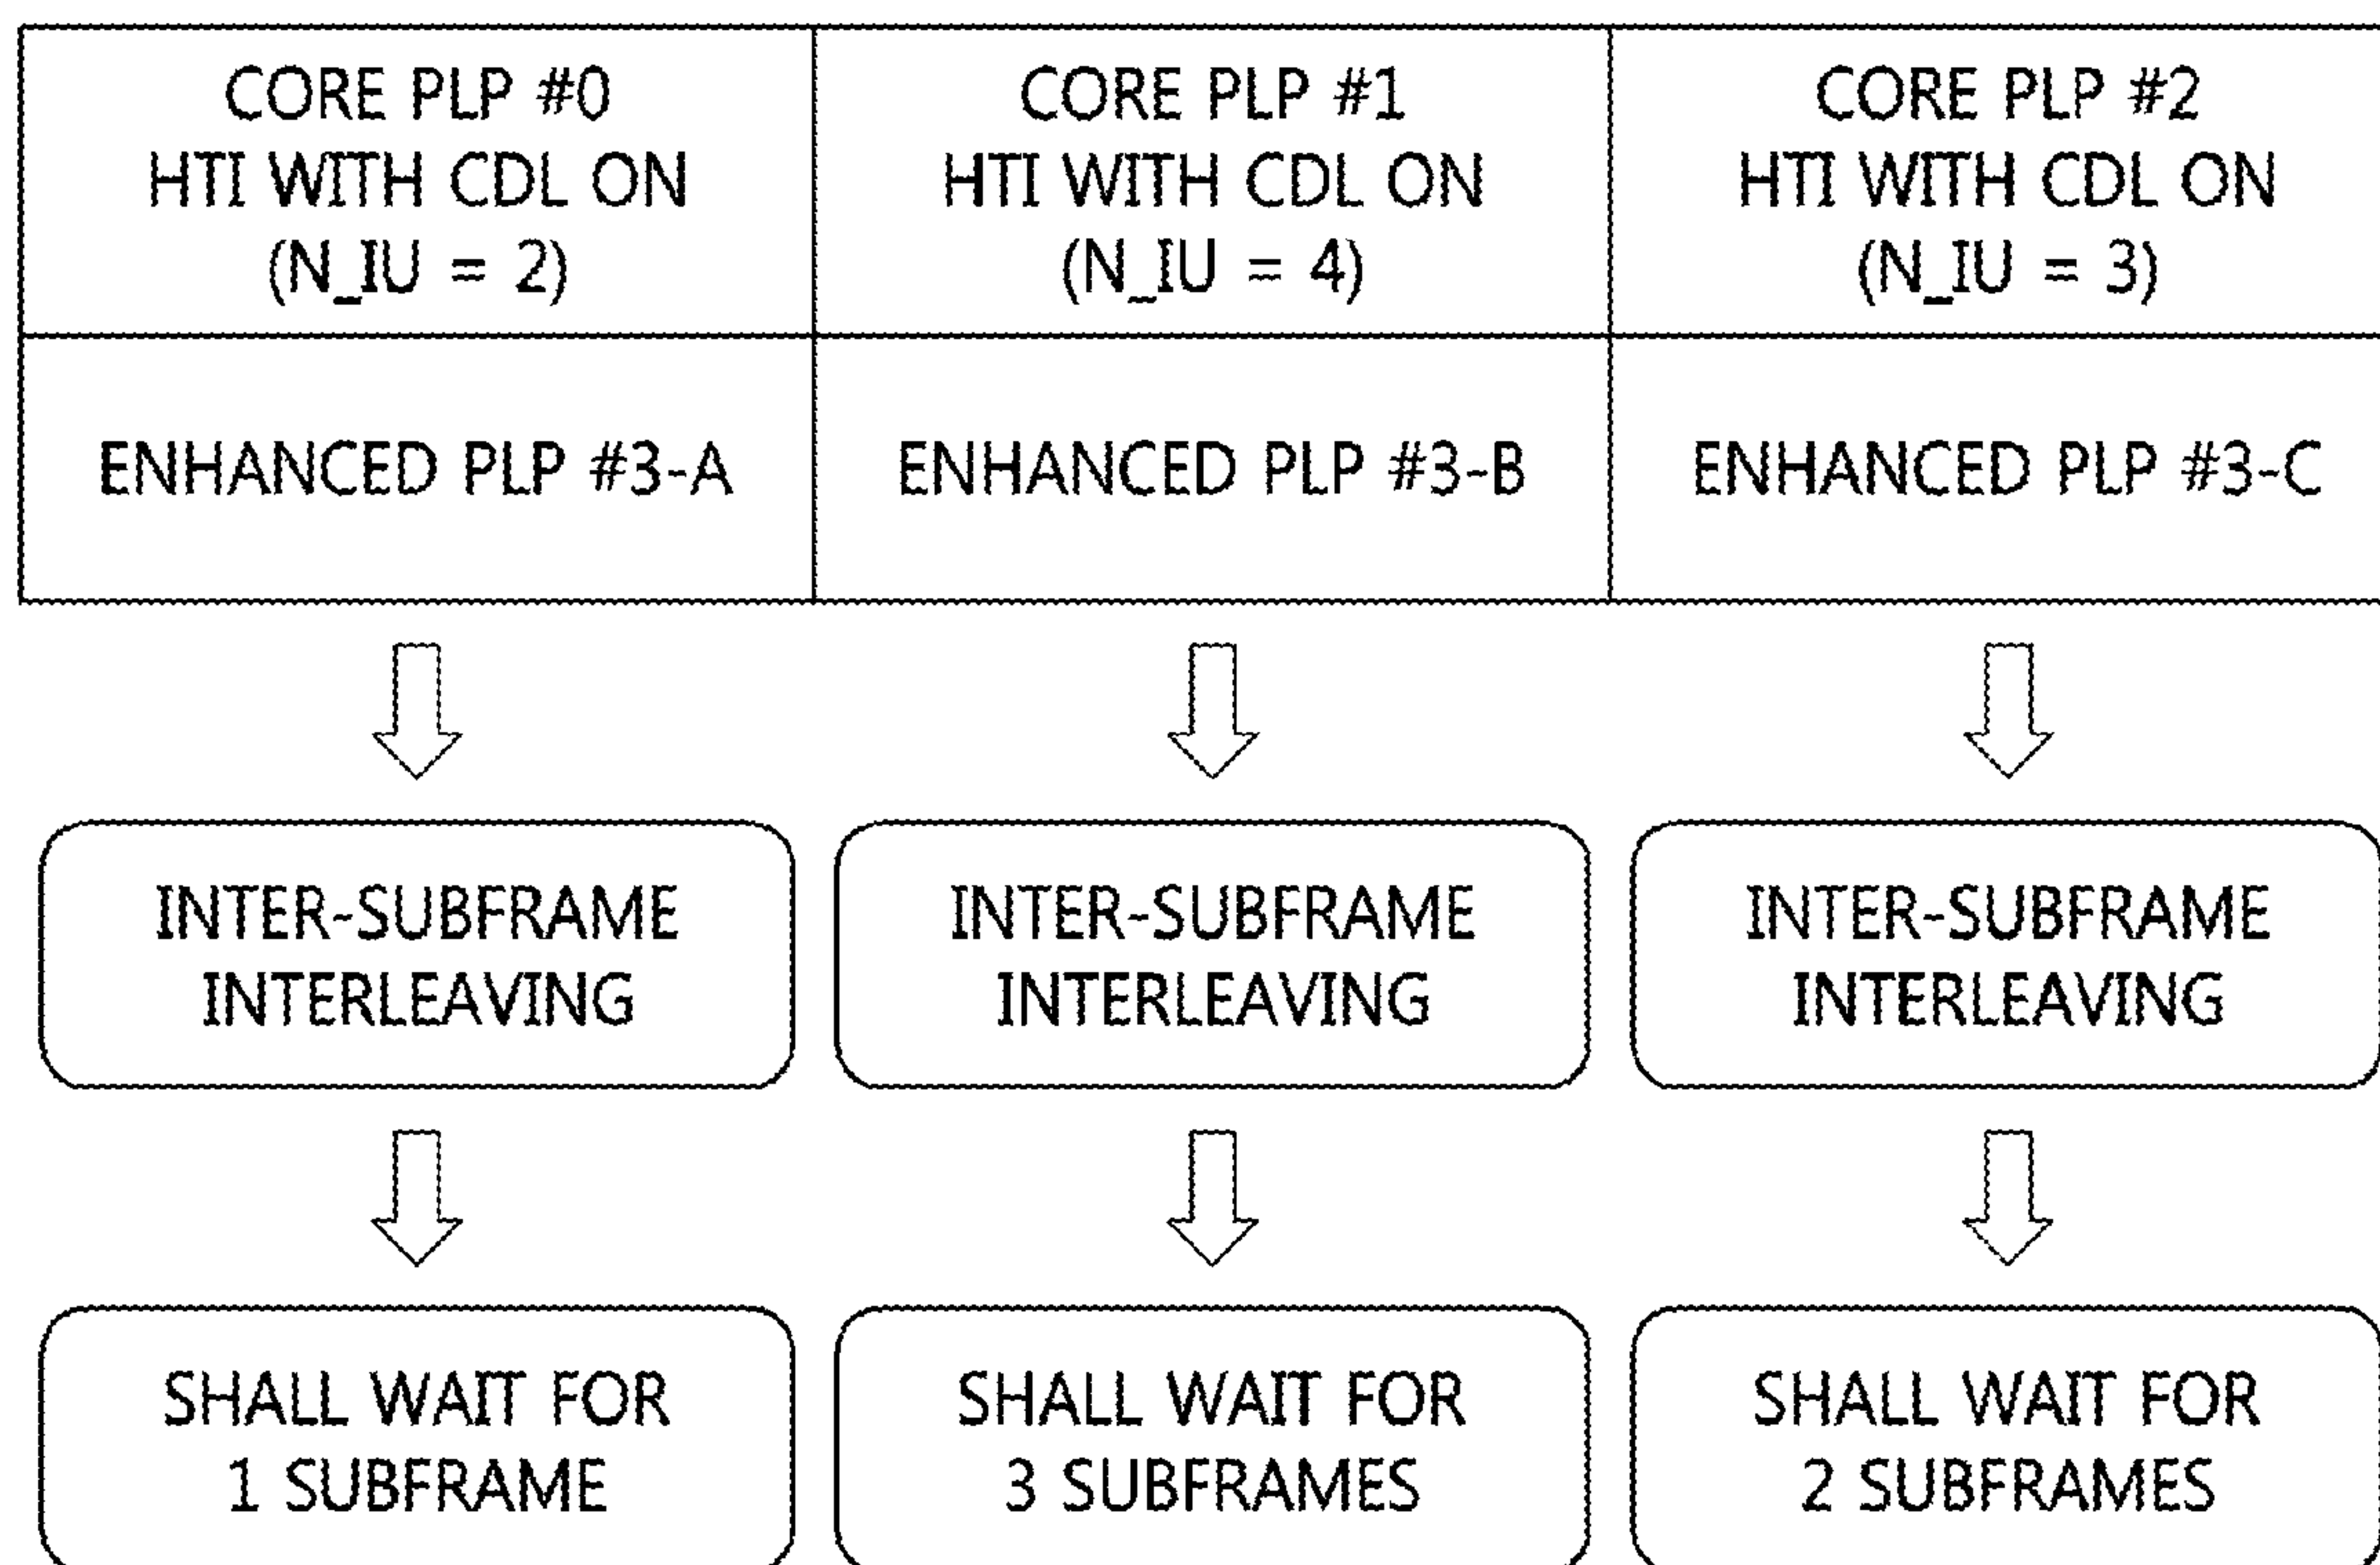 CORE PLP #0
HTI WITH CDL ON
(N_IU = 2)
CORE PLP #1
HTI WITH CDL ON
(N_IU = 4)
CORE PLP #2
HTI WITH CDL ON
(N_IU = 3)
ENHANCED PLP #3-A
ENHANCED PLP #3-B
ENHANCED PLP #3-C
INTER-SUBFRAME
INTERLEAVING
INTER-SUBFRAME
INTERLEAVING
INTER-SUBFRAME
INTERLEAVING
SHALL WAIT FOR
1 SUBFRAME
SHALL WAIT FOR
3 SUBFRAMES
SHALL WAIT FOR
2 SUBFRAMES